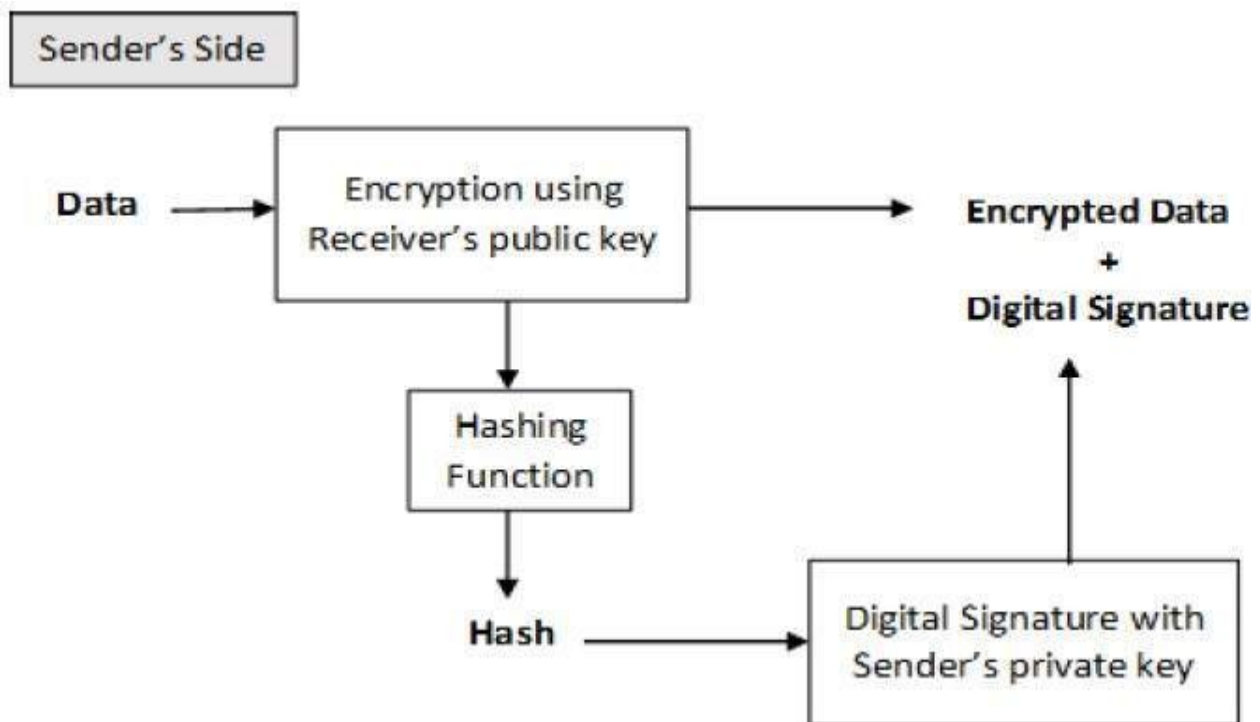 Sender's Side
Data
Encryption using
Receiver's public key
Encrypted Data
+
Digital Signature
Hashing
Function
Hash
Digital Signature with
Sender's private key